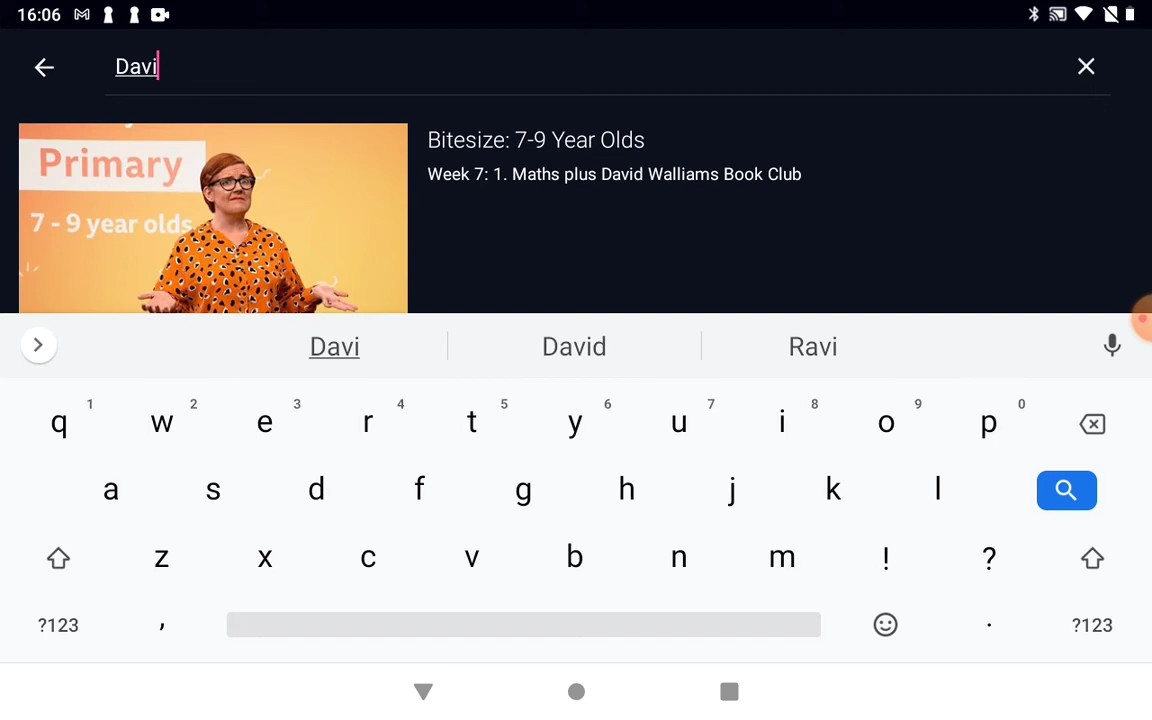 16:06
Davi
Primary
7 - 9 year olds
Bitesize: 7-9 Year Olds
Week 7: 1. Maths plus David Walliams Book Club
Davi David Ravi
1 2 3 4 5 6 7 8 9 0
q w e r t y u i o p
a s d f g h j k l
z x c v b n m ! ?
?123 , . ?123